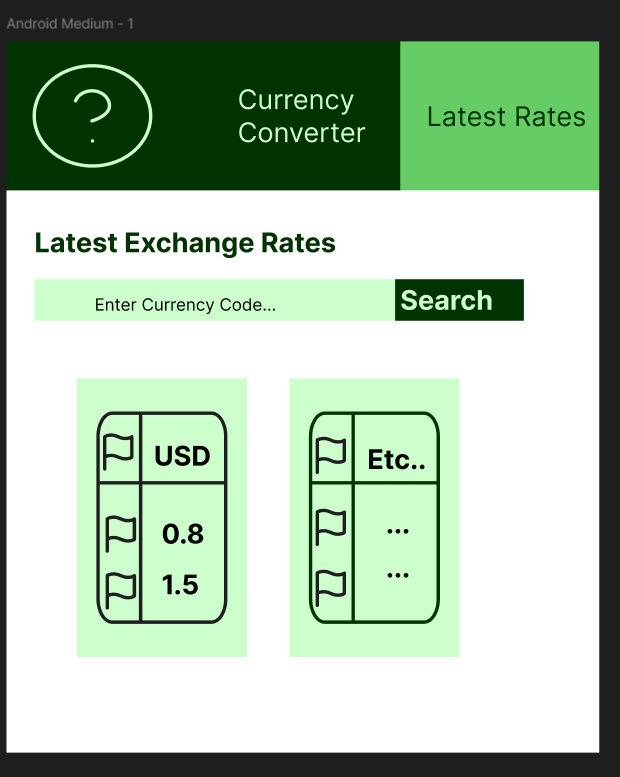 Android Medium - 1
?
Currency
Converter
Latest Rates
Latest Exchange Rates
Enter Currency Code...
Search
USD
0.8
1.5
Etc..
...
...